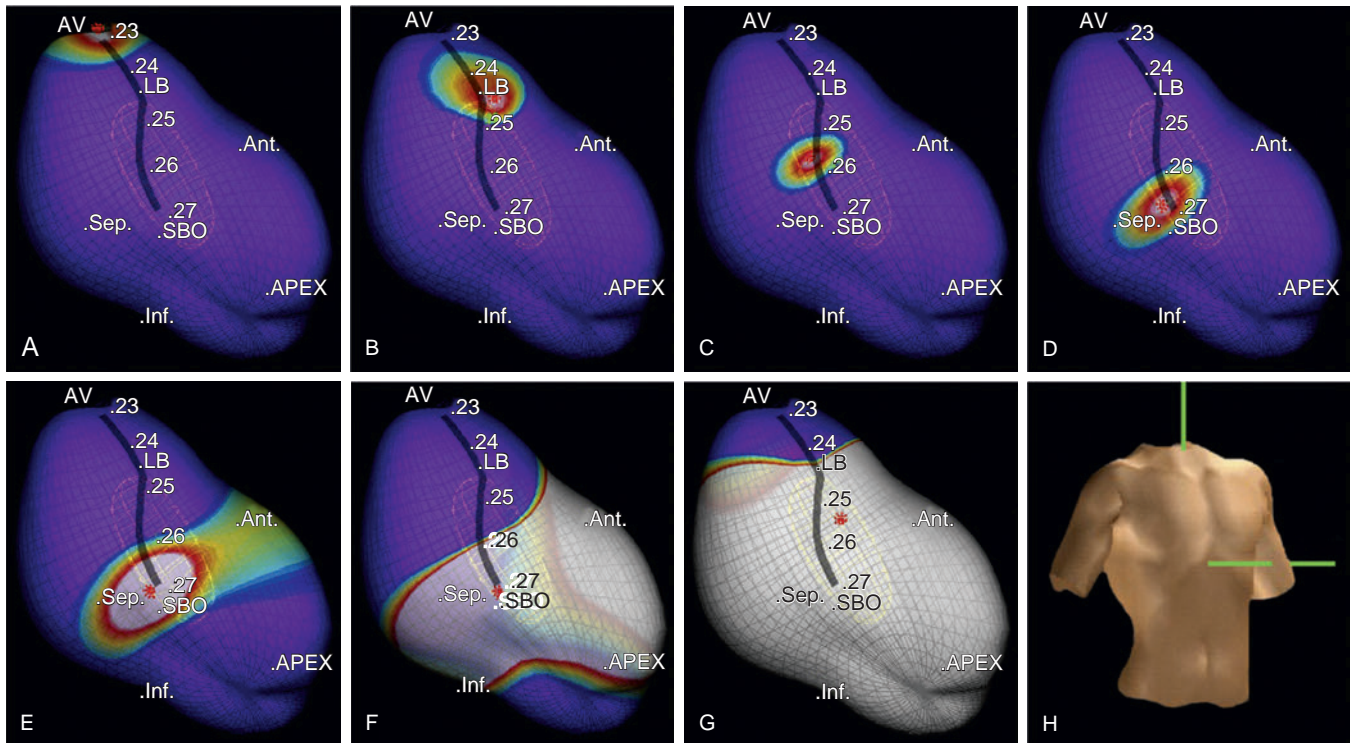 AV
.23
.24
.LB
.25
.Ant.
.26
.27
.Sep.
.SBO
.APEX
.Inf.
A
AV
.23
.24
.LB
.25
.Ant.
.26
.27
.Sep.
.SBO
.APEX
.Inf.
B
AV
.23
.24
.LB
.25
.Ant.
.26
.27
.Sep.
.SBO
.APEX
.Inf.
C
AV
.23
.24
.LB
.25
.Ant.
.26
.Sep. .27
.SBO
.APEX
.Inf.
D
AV
.23
.24
.LB
.25
.Ant.
.26
.27
.Sep.
.SBO
.APEX
.Inf.
E
AV
.23
.24
.LB
.25
.Ant.
.26
.27
.Sep.
.SBO
.APEX
.Inf.
F
AV
.23
.24
.LB
.25
.Ant.
.26
.27
.Sep.
.SBO
.APEX
.Inf.
G
H